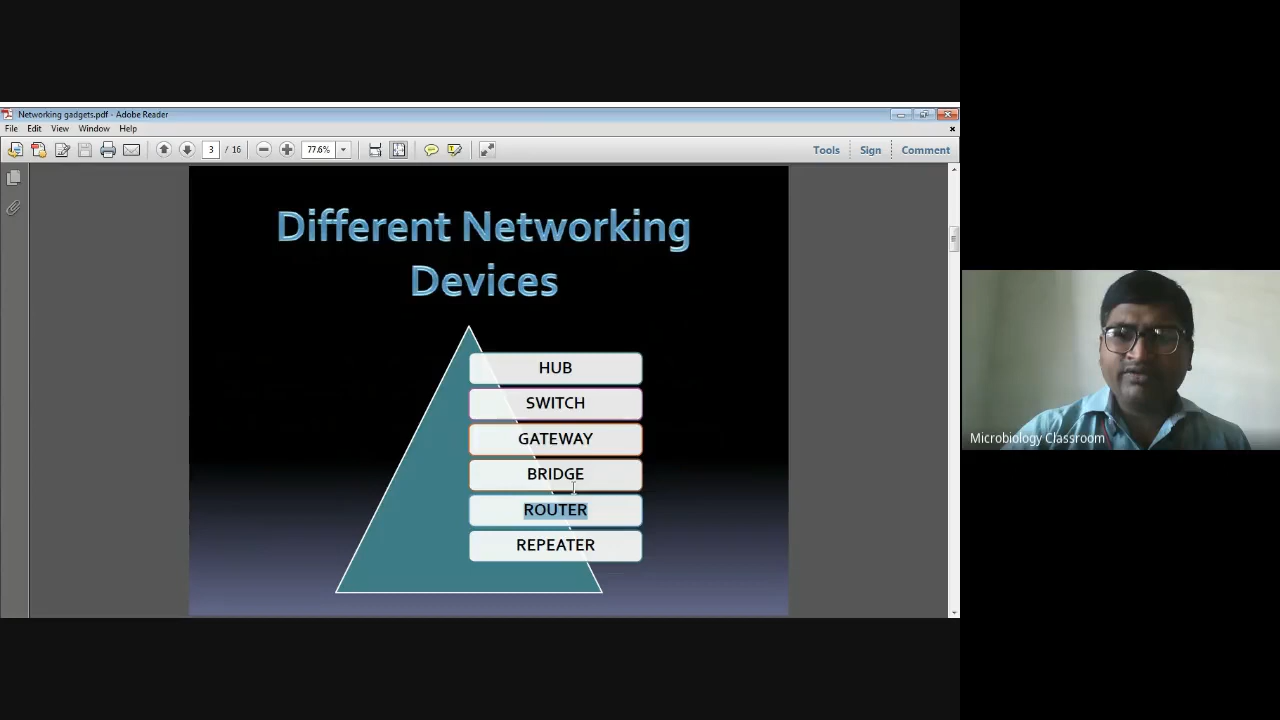 Networking gadgets.pdf - Adobe Reader
File Edit View Window Help
3 / 16 77.6% Tools Sign Comment
Different Networking
Devices
HUB
SWITCH
GATEWAY
BRIDGE
ROUTER
REPEATER
Microbiology Classroom